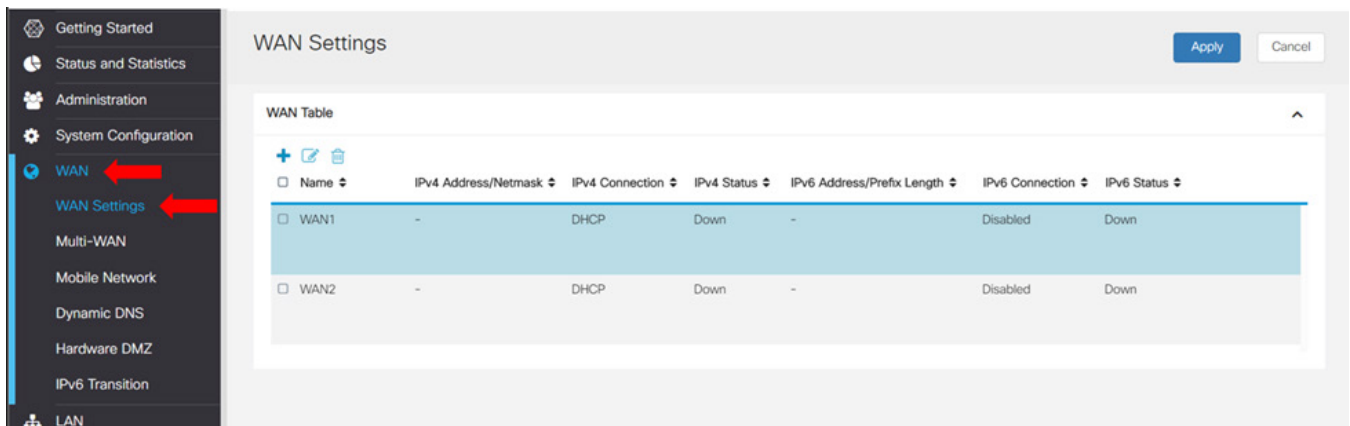 Getting Started
Status and Statistics
Administration
System Configuration
WAN
WAN Settings
Multi-WAN
Mobile Network
Dynamic DNS
Hardware DMZ
IPv6 Transition
LAN
WAN Settings
Apply
Cancel
WAN Table
Name IPv4 Address/Netmask IPv4 Connection IPv4 Status IPv6 Address/Prefix Length IPv6 Connection IPv6 Status
WAN1 - DHCP Down - Disabled Down
WAN2 - DHCP Down - Disabled Down